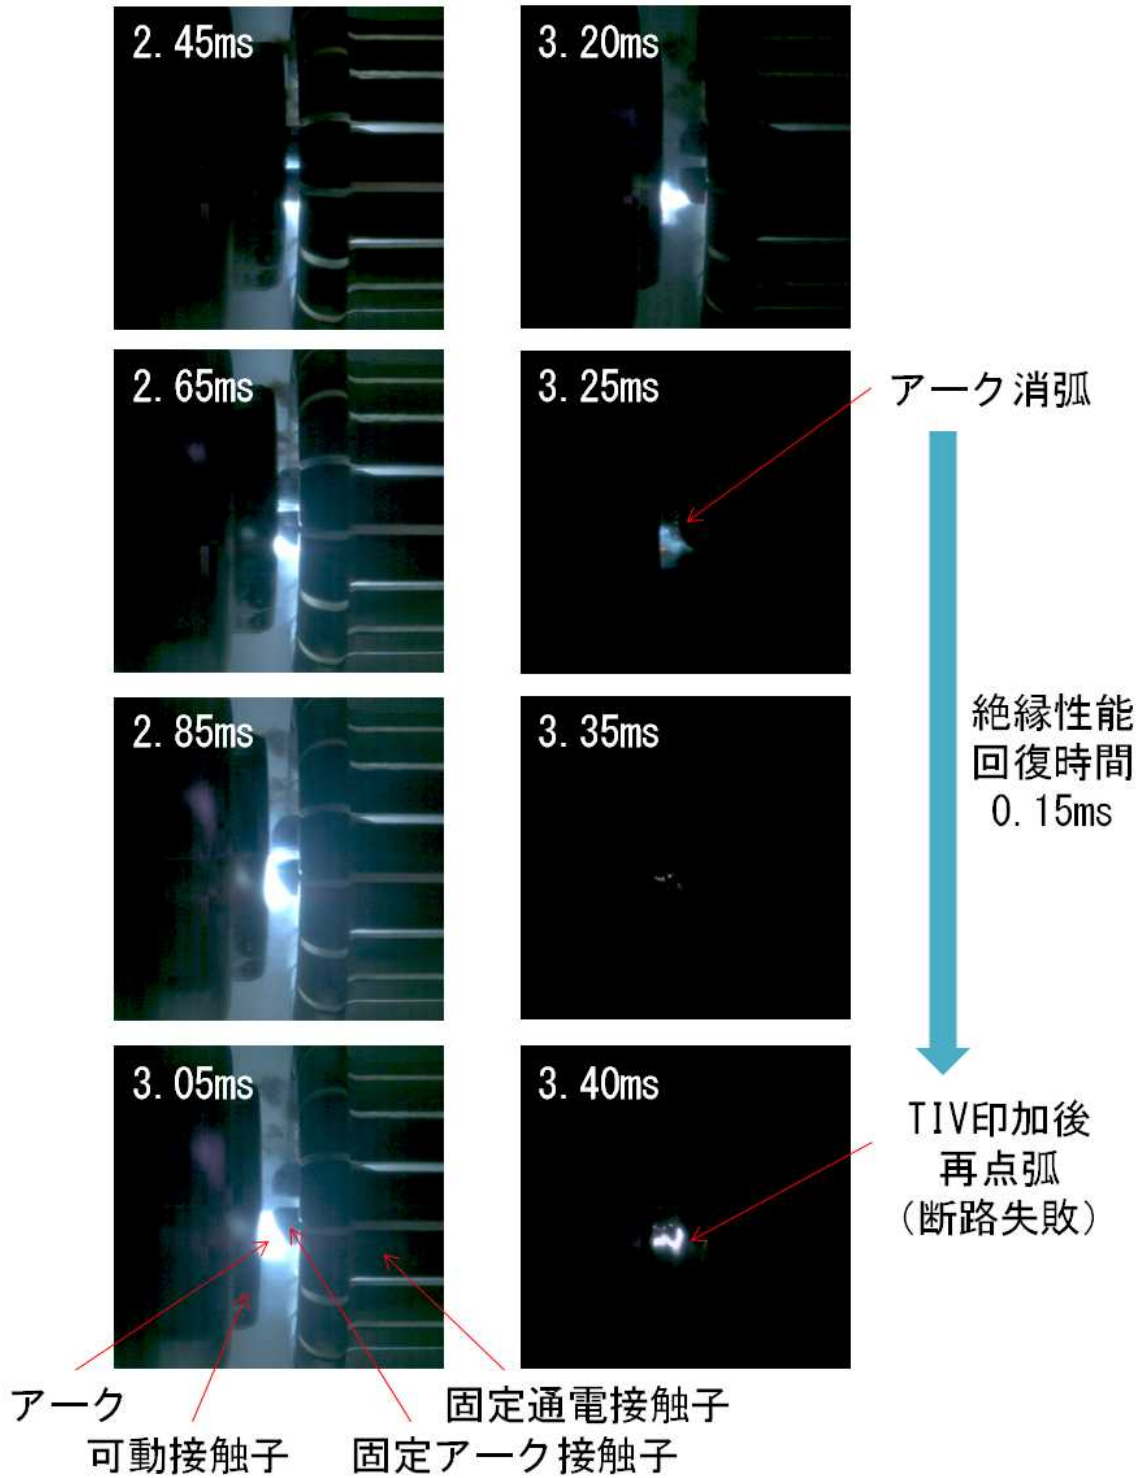 2.45ms
3.20ms
2.65ms
3.25ms
アーク消弧
2.85ms
3.35ms
絶縁性能
回復時間
0.15ms
3.05ms
3.40ms
TIV印加後
再点弧
(断路失敗)
アーク
固定通電接触子
可動接触子
固定アーク接触子